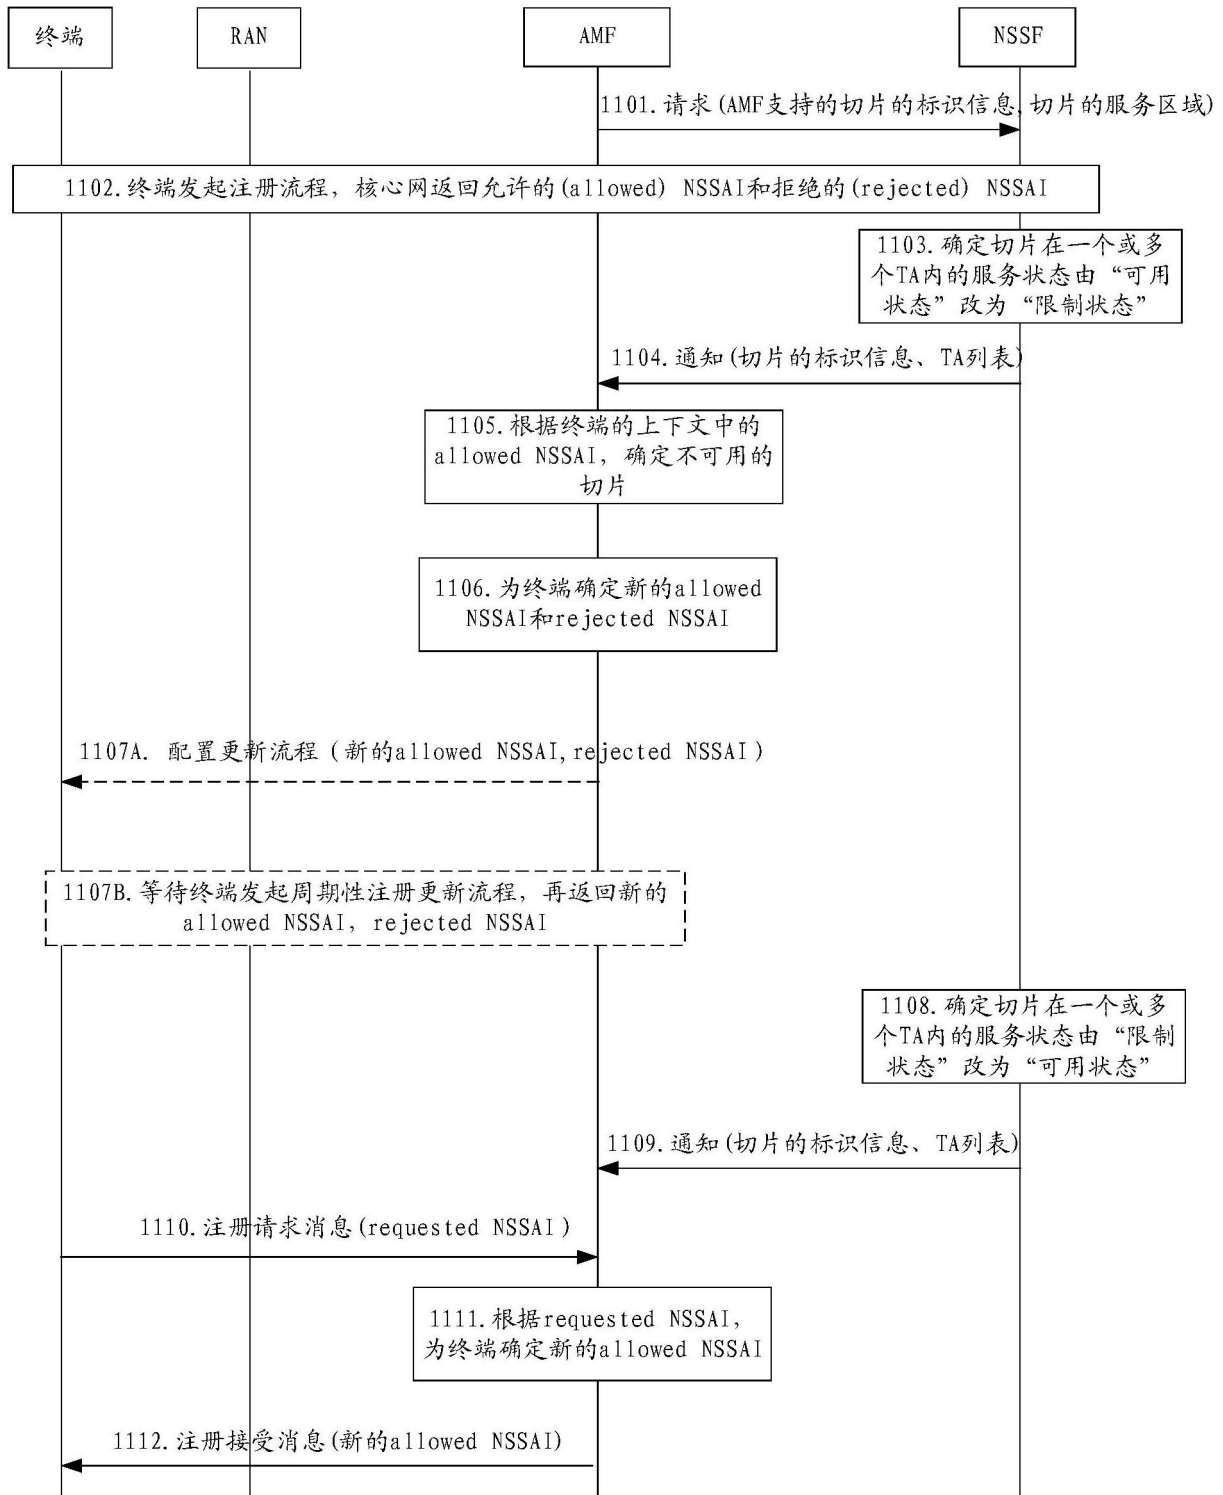 终端
RAN
AMF
NSSF
1101.请求(AMF支持的切片的标识信息,切片的服务区域)
1102.终端发起注册流程，核心网返回允许的(allowed) NSSAI和拒绝的(rejected) NSSAI
1103.确定切片在一个或多
个TA内的服务状态由“可用
状态”改为“限制状态”
1104.通知(切片的标识信息、TA列表)
1105.根据终端的上下文中的
allowed NSSAI，确定不可用的
切片
1106.为终端确定新的allowed
NSSAI和rejected NSSAI
1107A. 配置更新流程（新的allowed NSSAI,rejected NSSAI）
1107B.等待终端发起周期性注册更新流程，再返回新的
allowed NSSAI, rejected NSSAI
1108.确定切片在一个或多
个TA内的服务状态由“限制
状态”改为“可用状态”
1109.通知(切片的标识信息、TA列表)
1110.注册请求消息(requested NSSAI)
1111.根据requested NSSAI,
为终端确定新的allowed NSSAI
1112.注册接受消息(新的allowed NSSAI)